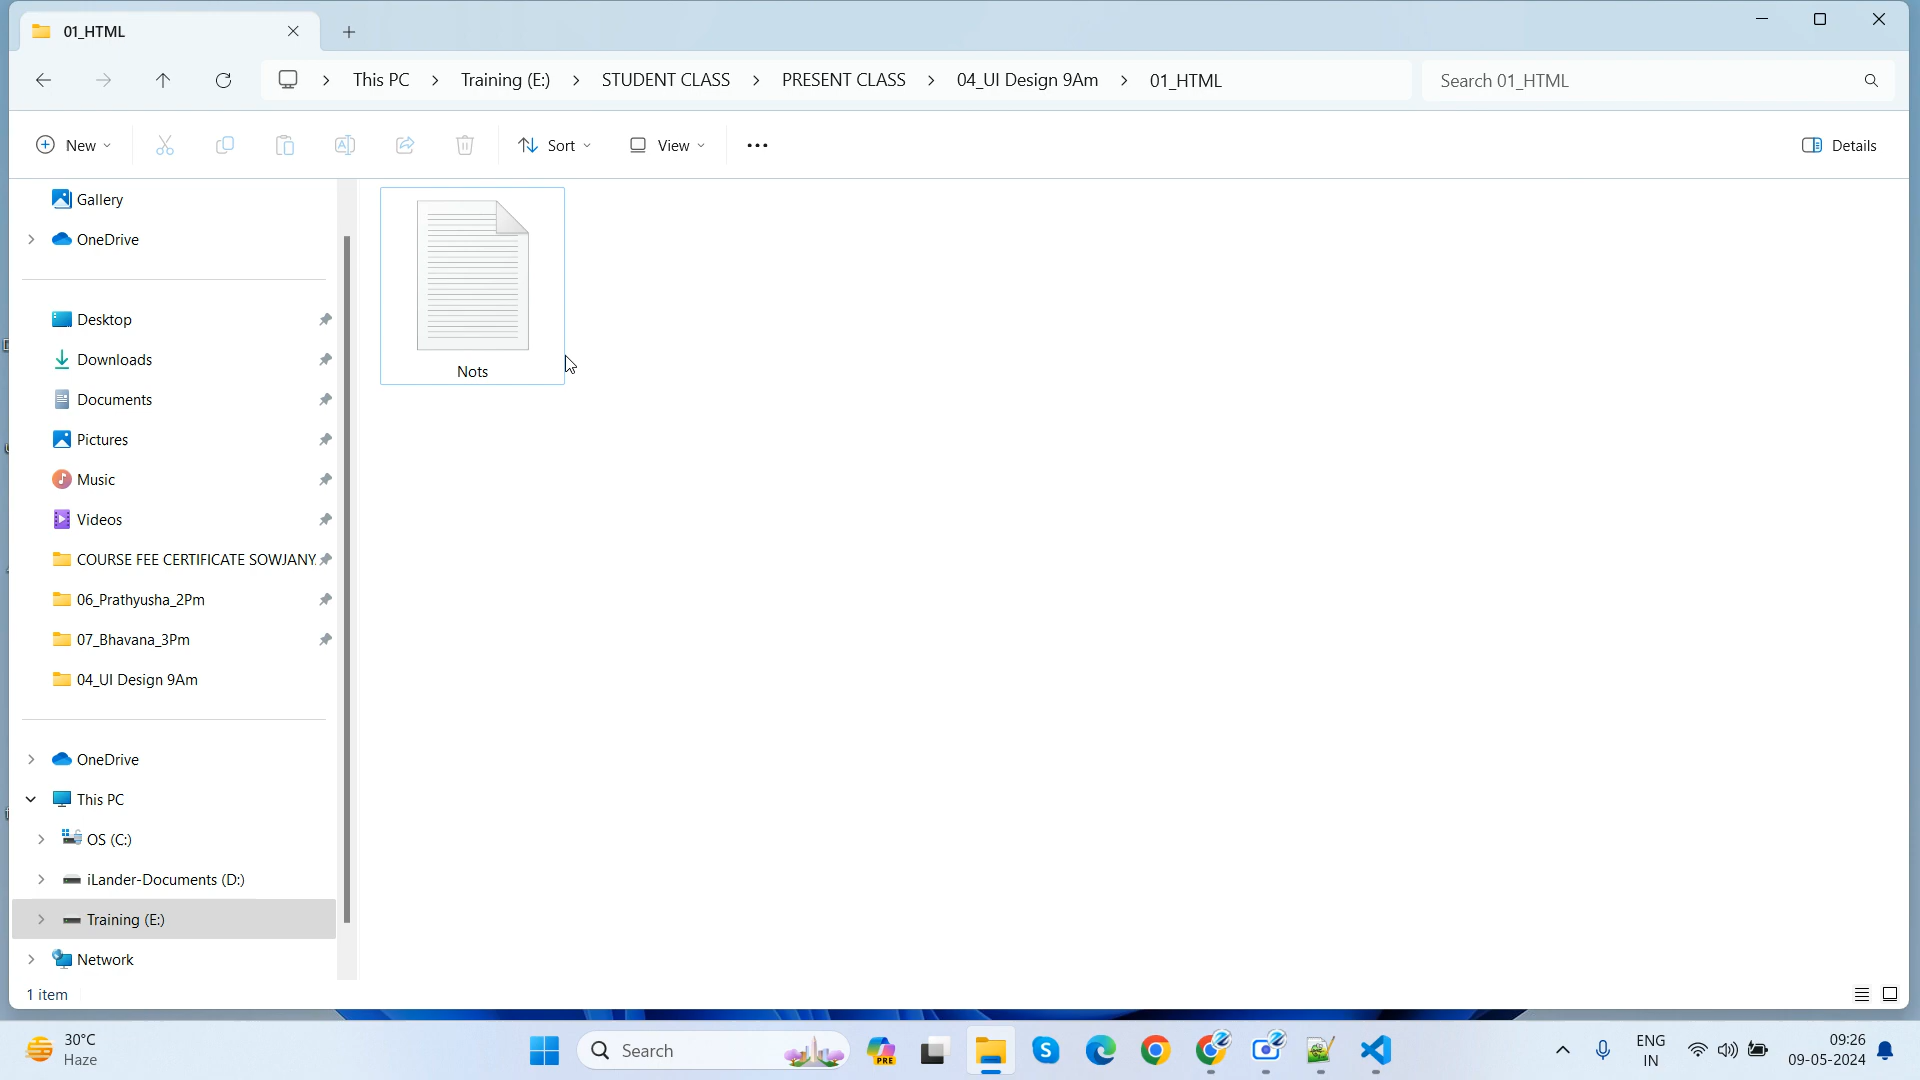 01_HTML
This PC > Training (E:) > STUDENT CLASS > PRESENT CLASS > 04_UI Design 9Am > 01_HTML
Search 01_HTML
New
Sort
View
Details
Gallery
OneDrive
Desktop
Downloads
Documents
Pictures
Music
Videos
COURSE FEE CERTIFICATE SOWJANY
06_Prathyusha_2Pm
07_Bhavana_3Pm
04_UI Design 9Am
OneDrive
This PC
OS (C:)
iLander-Documents (D:)
Training (E:)
Network
Nots
1 item
30°C
Haze
Search
PRE
ENG
IN
09:26
09-05-2024